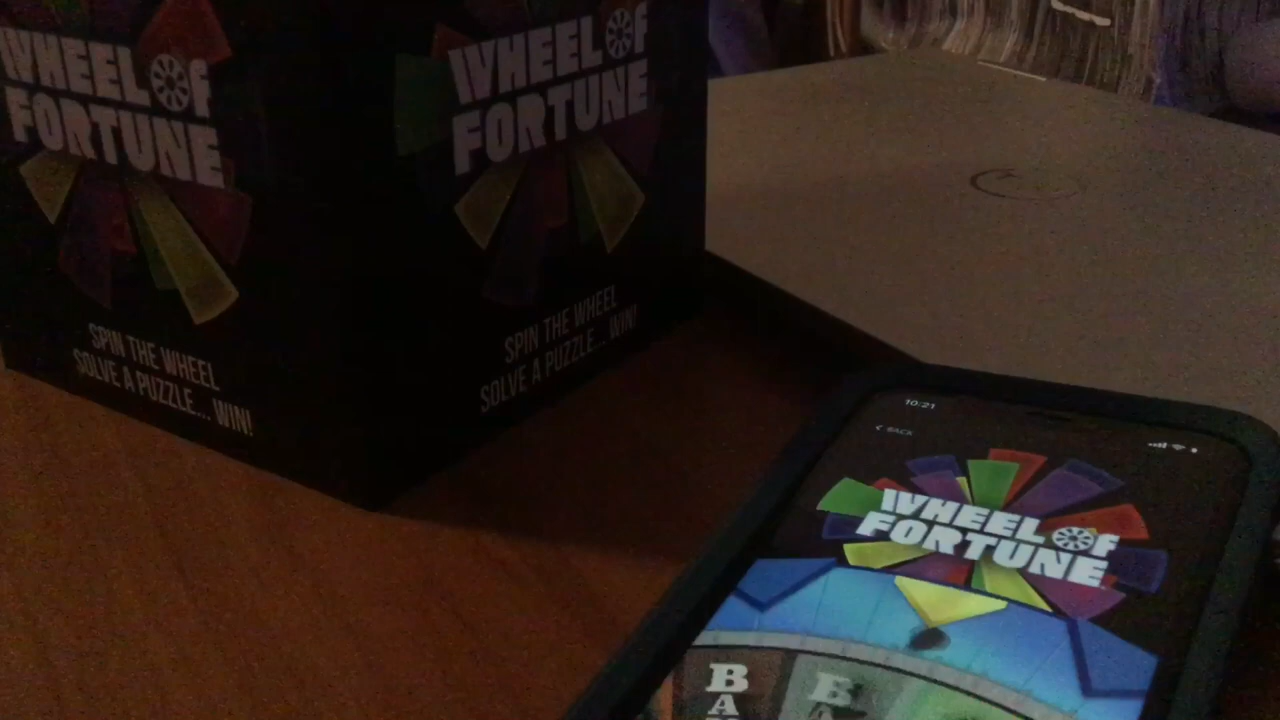 WHEEL OF
FORTUNE
SPIN THE WHEEL
SOLVE A PUZZLE... WIN!
WHEEL OF
FORTUNE
SPIN THE WHEEL
SOLVE A PUZZLE... WIN!
10:21
< BACK
WHEEL OF
FORTUNE
B
A
B
A